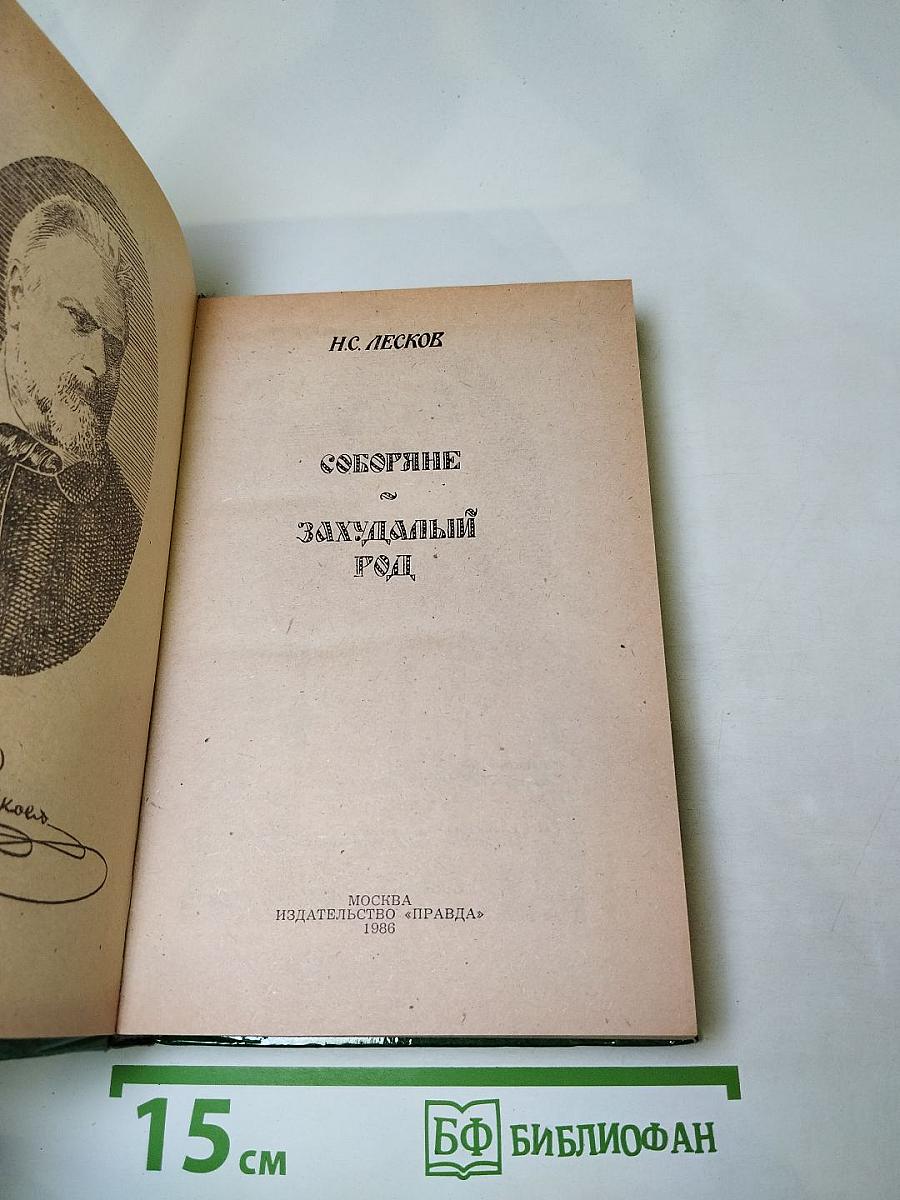 Н.С. ЛЕСКОВ
СОБОРЯНЕ
~
ЗАХУДАЛЫЙ
РОД
МОСКВА
ИЗДАТЕЛЬСТВО «ПРАВДА»
1986
15 см
БФ БИБЛИОФАН